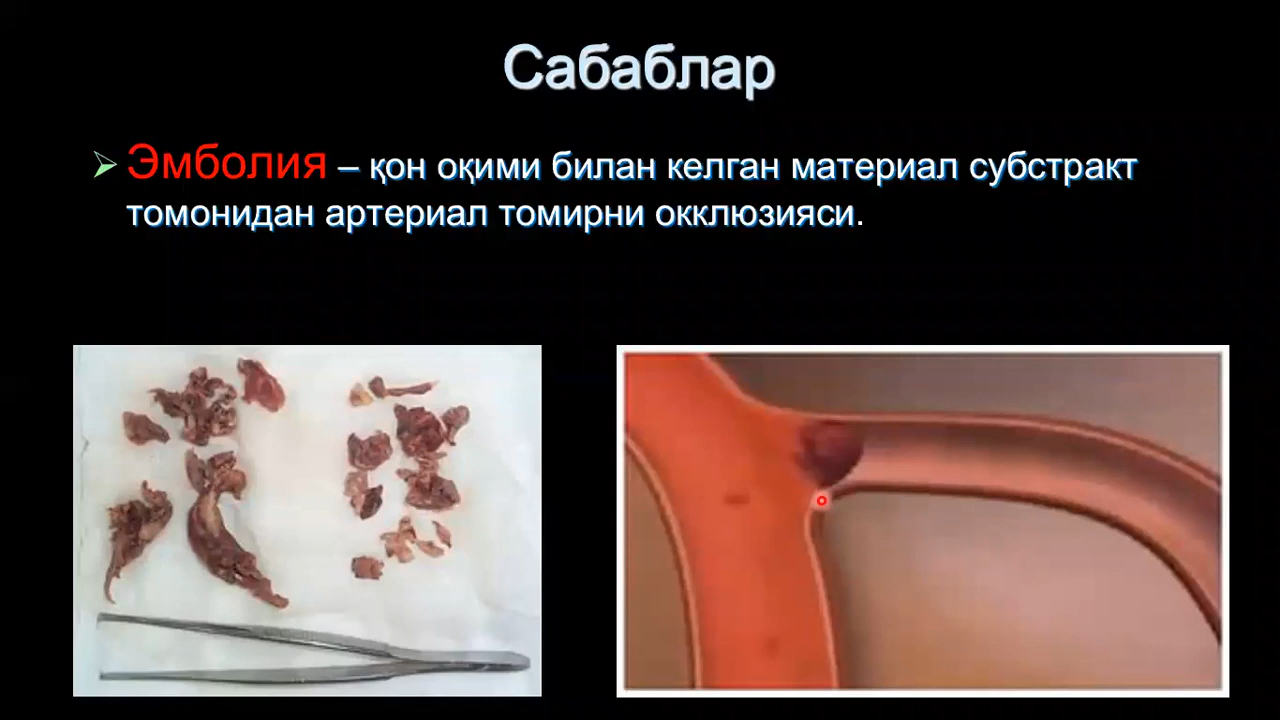 Сабаблар
Эмболия – қон оқими билан келган материал субстракт
томонидан артериал томирни окклюзияси.